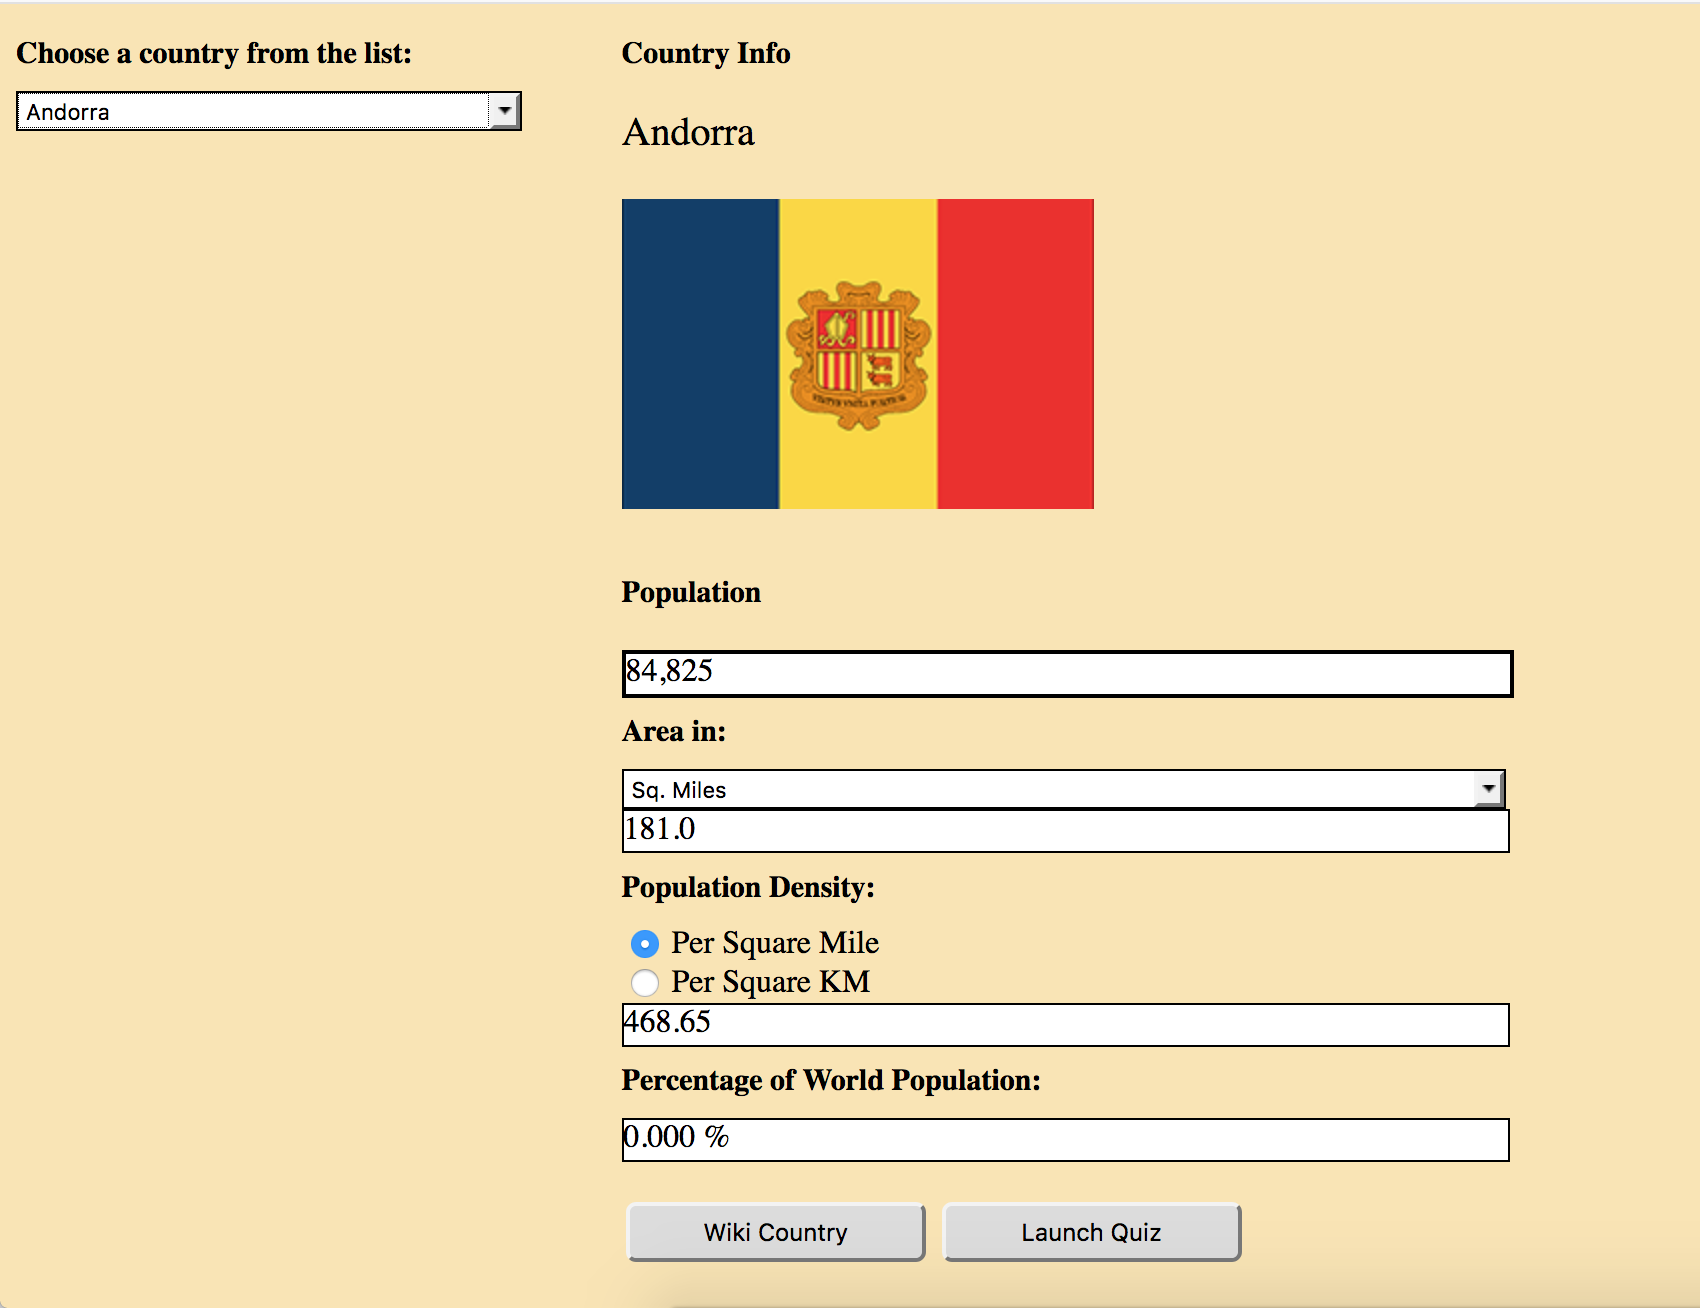 Choose a country from the list:
Andorra
Country Info
Andorra
Population
84,825
Area in:
Sq. Miles
181.0
Population Density:
Per Square Mile
Per Square KM
468.65
Percentage of World Population:
0.000 %
Wiki Country
Launch Quiz